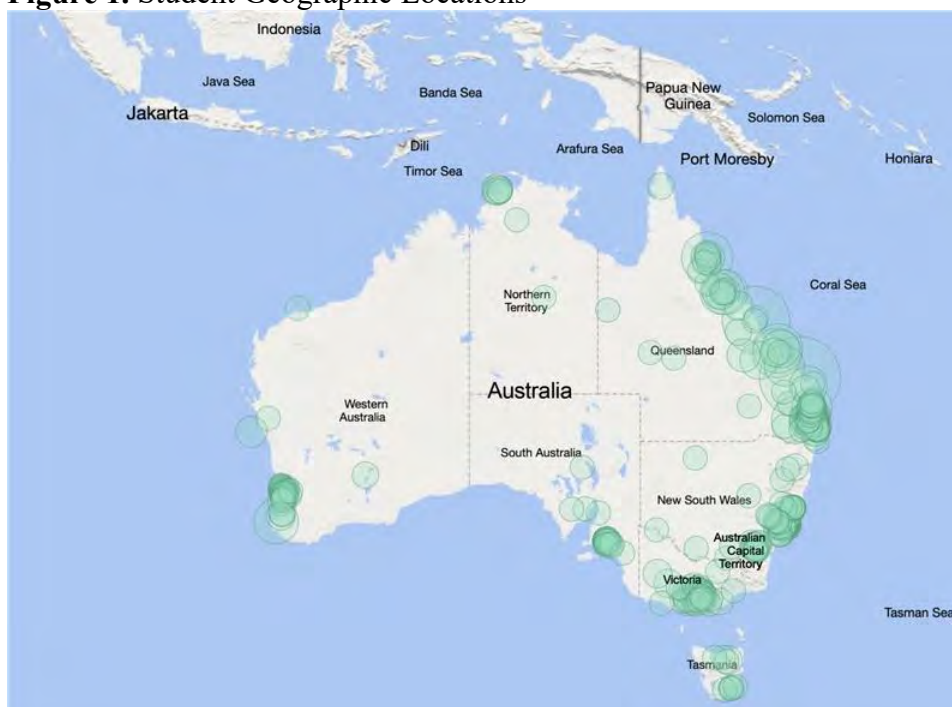 Figure 1. Student Geographic Locations
Indonesia
Java Sea
Banda Sea
Papua New
Guinea
Solomon Sea
Jakarta
Dili
Arafura Sea
Port Moresby
Honiara
Timor Sea
Coral Sea
Northern
Territory
Queensland
Australia
Western
Australia
South Australia
New South Wales
Australian
Capital
Territory
Victoria
Tasman Sea
Tasmania